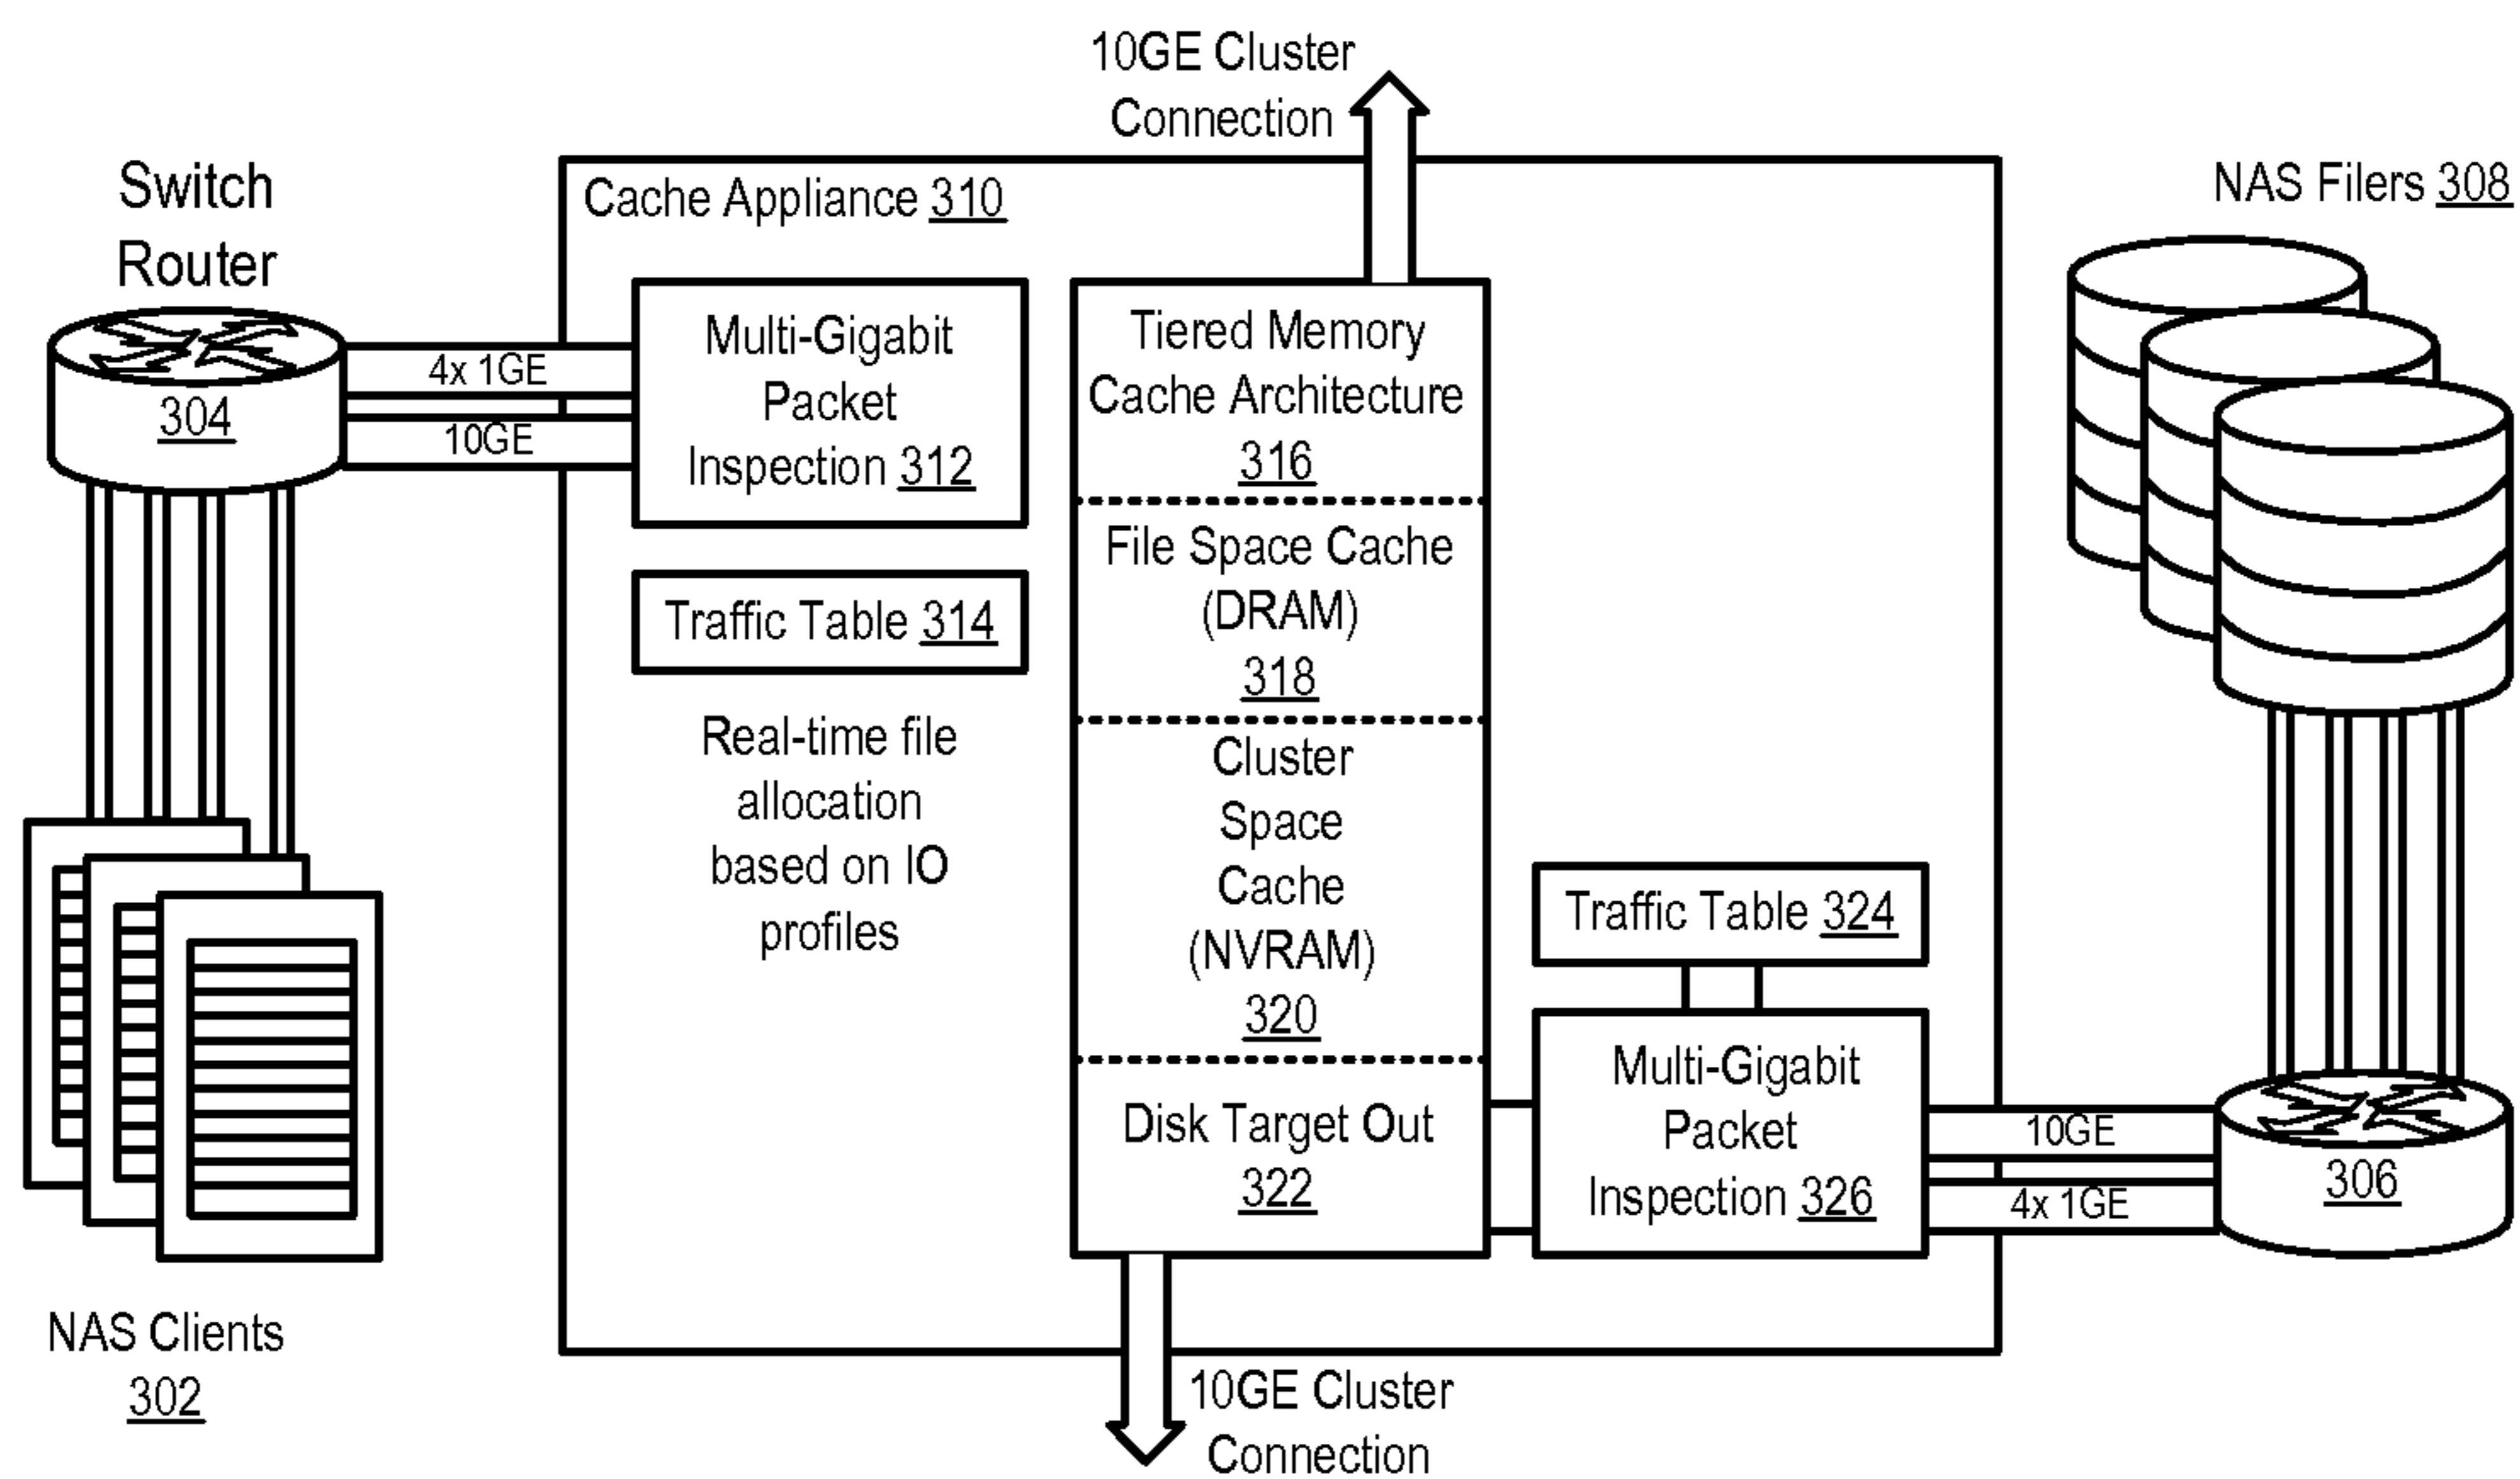 10GE Cluster
Connection
Switch
Router
304
4x 1GE
10GE
NAS Clients
302
Cache Appliance 310
Multi-Gigabit
Packet
Inspection 312
Traffic Table 314
Real-time file
allocation
based on IO
profiles
Tiered Memory
Cache Architecture
316
File Space Cache
(DRAM)
318
Cluster
Space
Cache
(NVRAM)
320
Disk Target Out
322
Traffic Table 324
Multi-Gigabit
Packet
Inspection 326
10GE
4x 1GE
NAS Filers 308
306
10GE Cluster
Connection